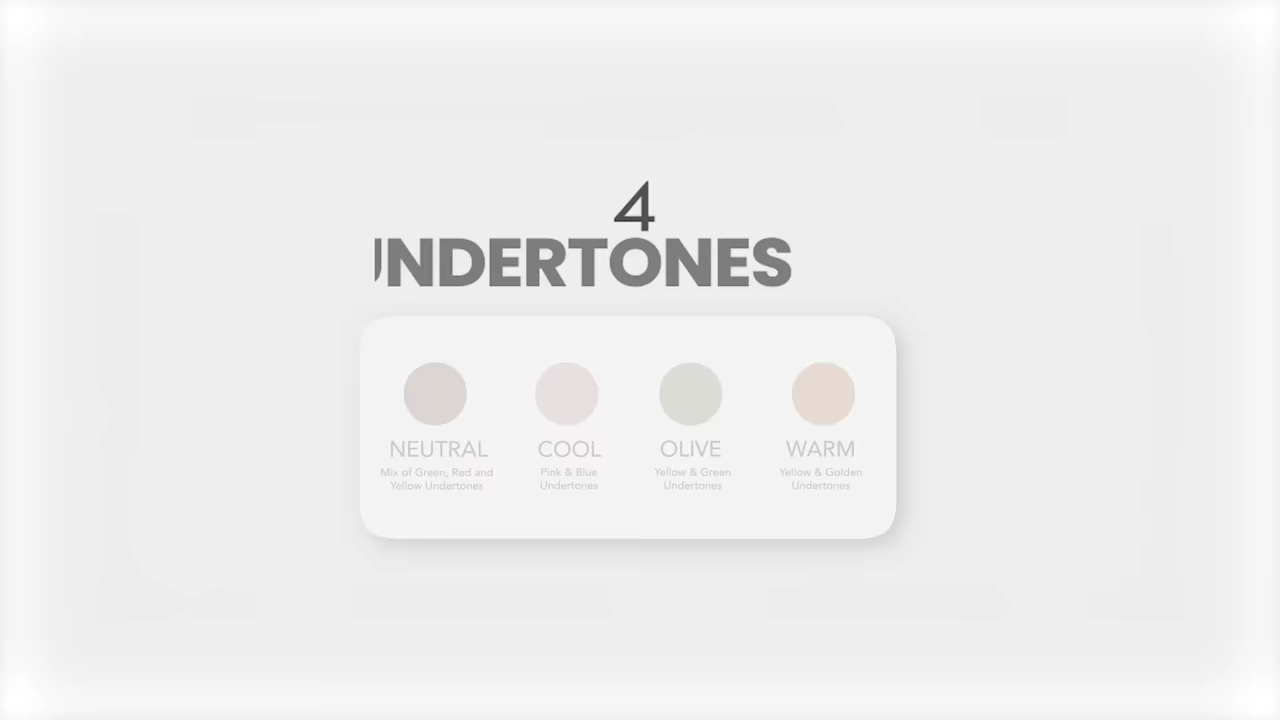 4
UNDERTONES
NEUTRAL
Mix of Green, Red and
Yellow Undertones
COOL
Pink & Blue
Undertones
OLIVE
Yellow & Green
Undertones
WARM
Yellow & Golden
Undertones